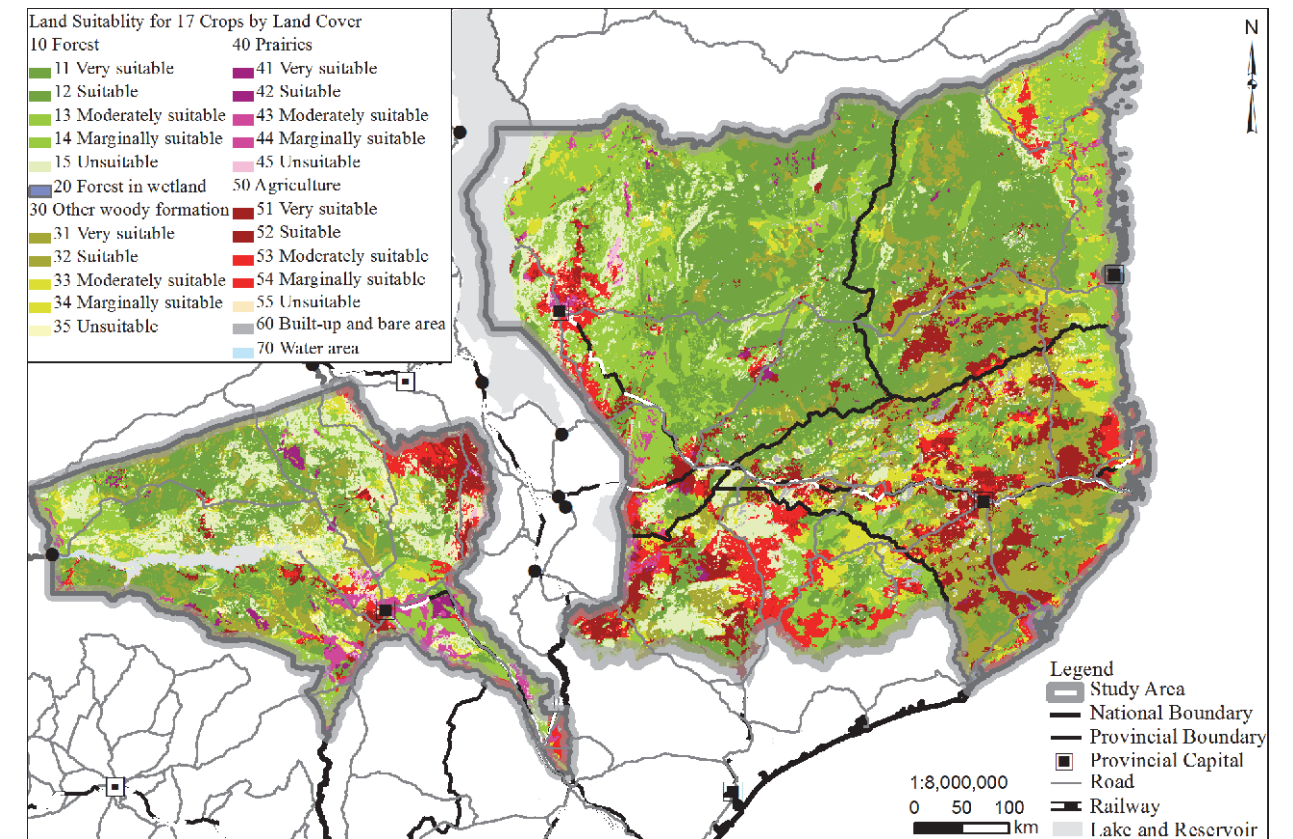 Land Suitablity for 17 Crops by Land Cover
10 Forest
11 Very suitable
12 Suitable
13 Moderately suitable
14 Marginally suitable
15 Unsuitable
20 Forest in wetland
30 Other woody formation
31 Very suitable
32 Suitable
33 Moderately suitable
34 Marginally suitable
35 Unsuitable
40 Prairies
41 Very suitable
42 Suitable
43 Moderately suitable
44 Marginally suitable
45 Unsuitable
50 Agriculture
51 Very suitable
52 Suitable
53 Moderately suitable
54 Marginally suitable
55 Unsuitable
60 Built-up and bare area
70 Water area
N
Legend
Study Area
National Boundary
Provincial Boundary
Provincial Capital
Road
Railway
Lake and Reservoir
1:8,000,000
0 50 100
km